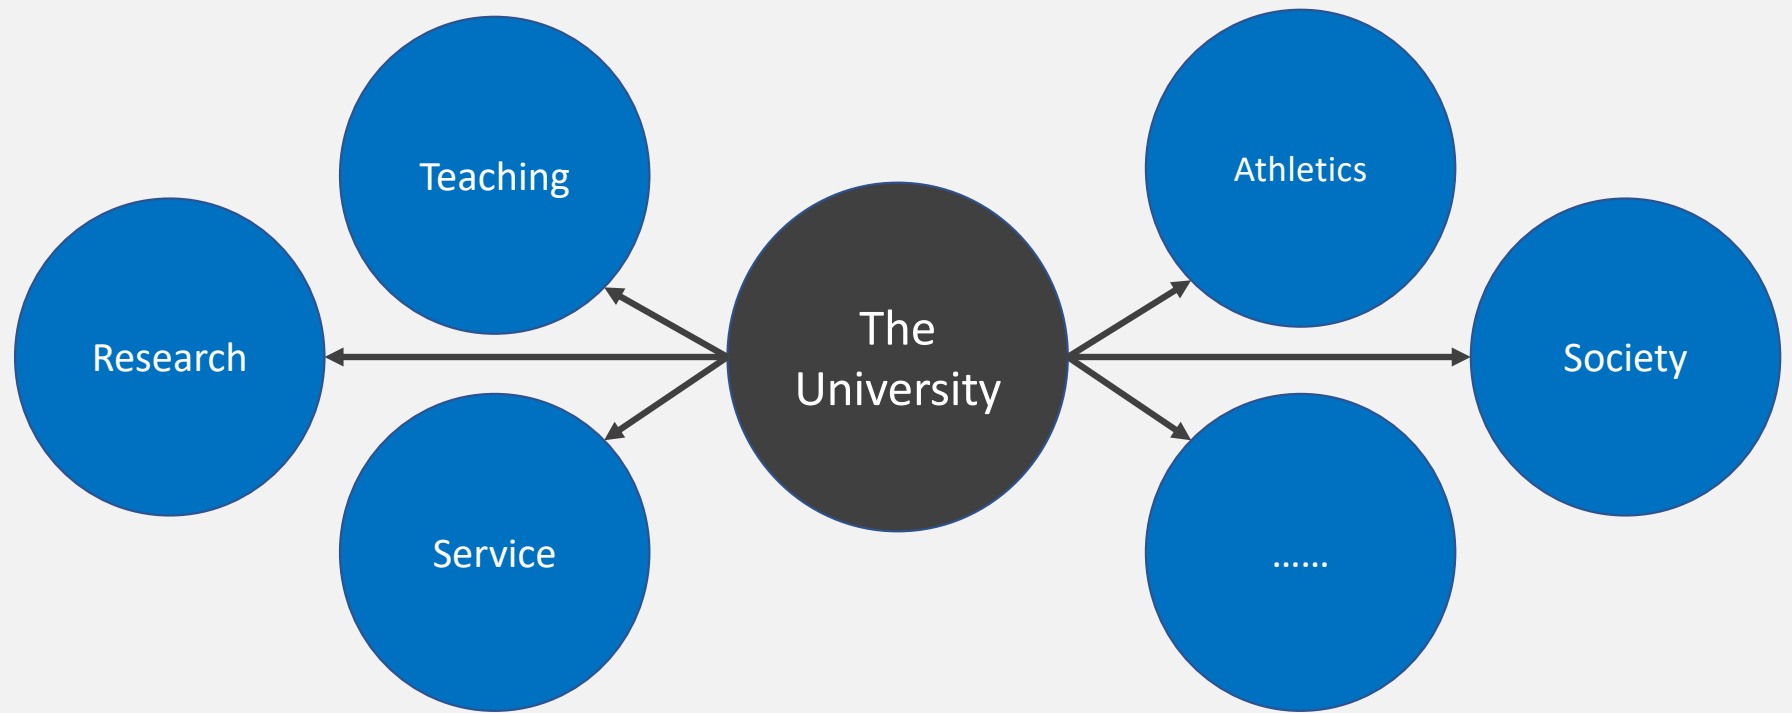 Teaching
Research
Service
The
University
Athletics
Society
......